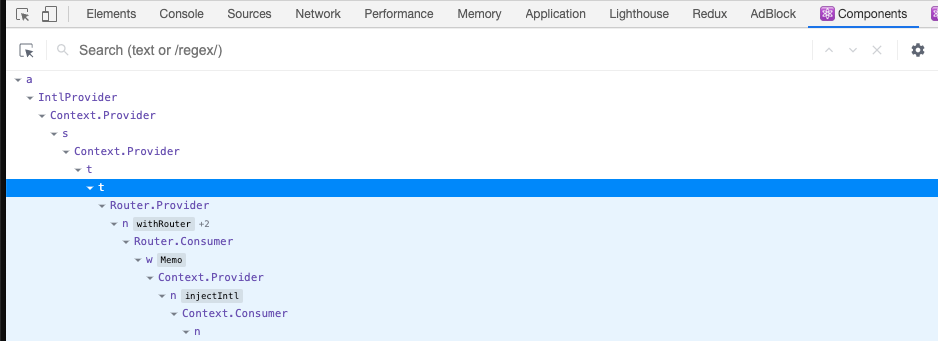 Elements Console Sources Network Performance Memory Application Lighthouse Redux AdBlock Components
Search (text or /regex/)
a
IntlProvider
Context.Provider
s
Context.Provider
t
t
Router.Provider
n withRouter +2
Router.Consumer
w Memo
Context.Provider
n injectIntl
Context.Consumer
n